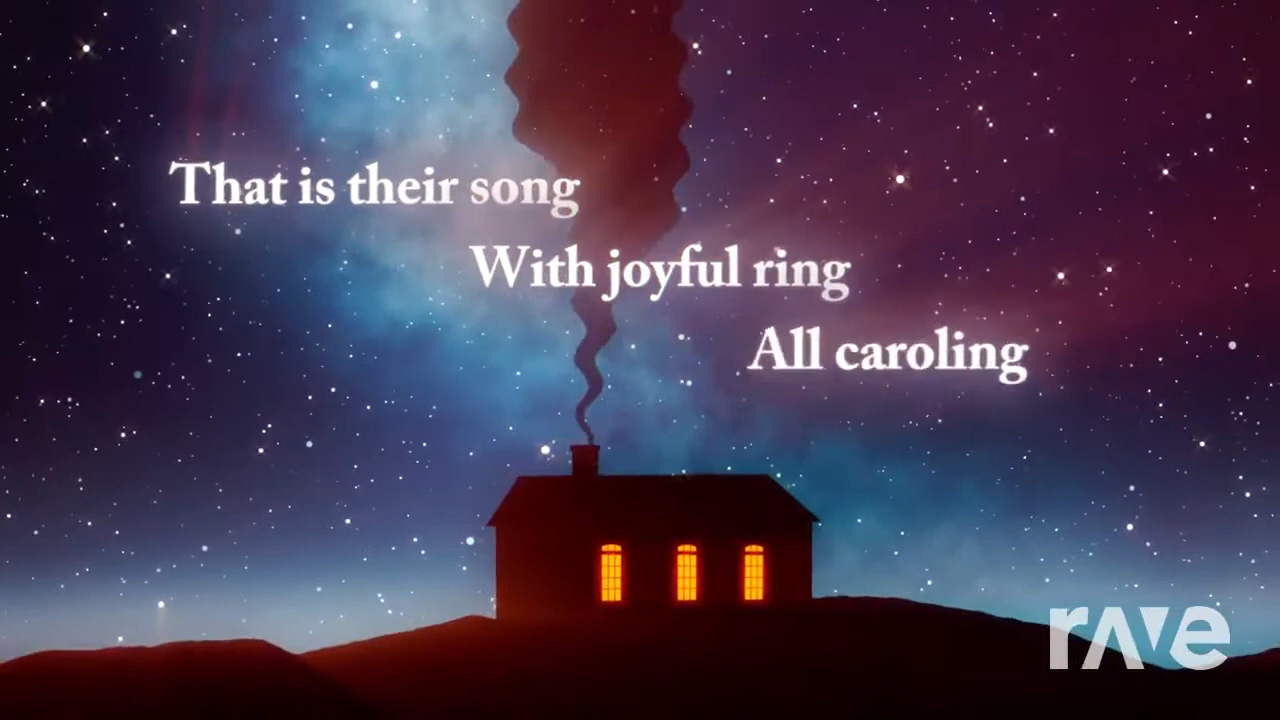 That is their song
With joyful ring
All caroling
rave